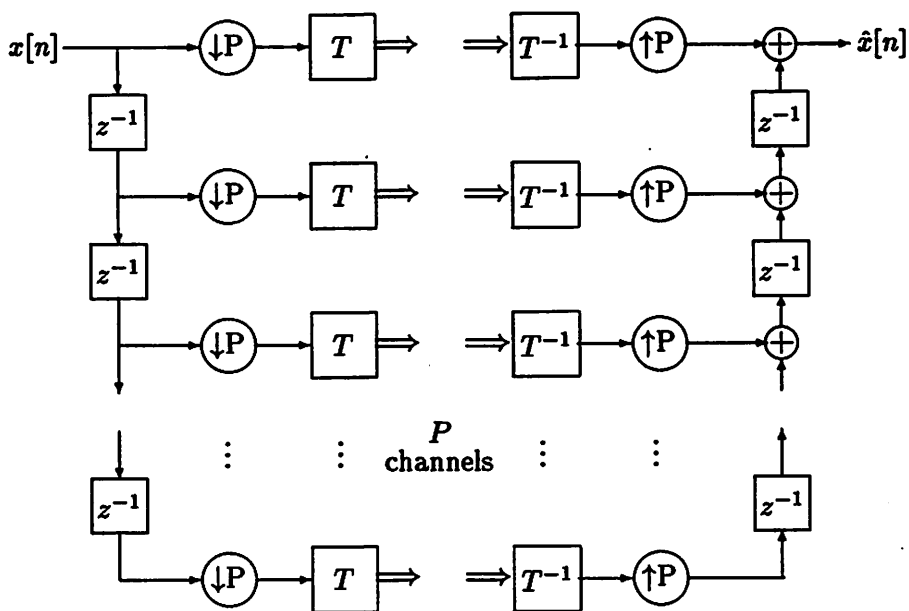 x[n] ↓P T T⁻¹ ↑P + x̂[n]
z⁻¹ z⁻¹
↓P T T⁻¹ ↑P +
z⁻¹ z⁻¹
↓P T T⁻¹ ↑P +
⋮ ⋮ P ⋮ ⋮
channels
z⁻¹ z⁻¹
↓P T T⁻¹ ↑P